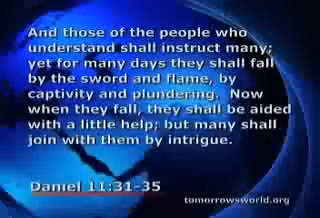 And those of the people who
understand shall instruct many;
yet for many days they shall fall
by the sword and flame, by
captivity and plundering.  Now
when they fall, they shall be aided
with a little help; but many shall
join with them by intrigue.
Daniel 11:31-35
tumorrowsworld.org